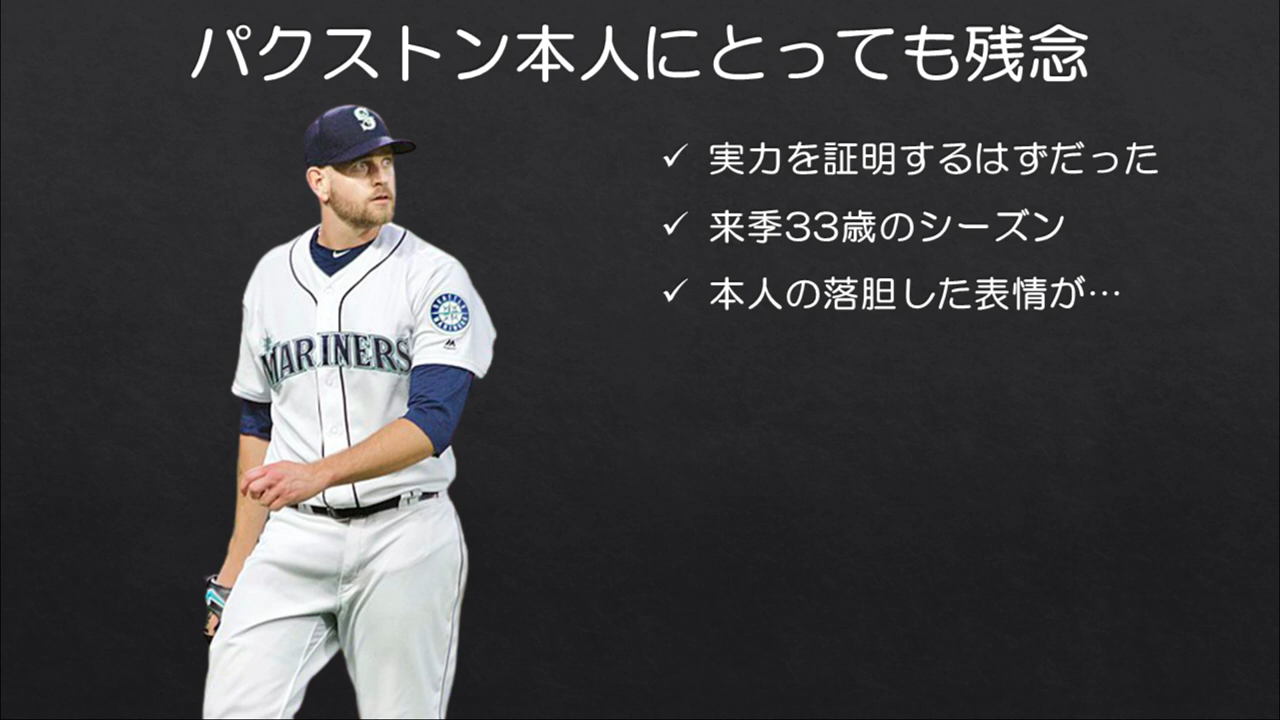 パクストン本人にとっても残念
✓ 実力を証明するはずだった
✓ 来季33歳のシーズン
✓ 本人の落胆した表情が…
S
MARINERS
SEATTLE
MARINERS